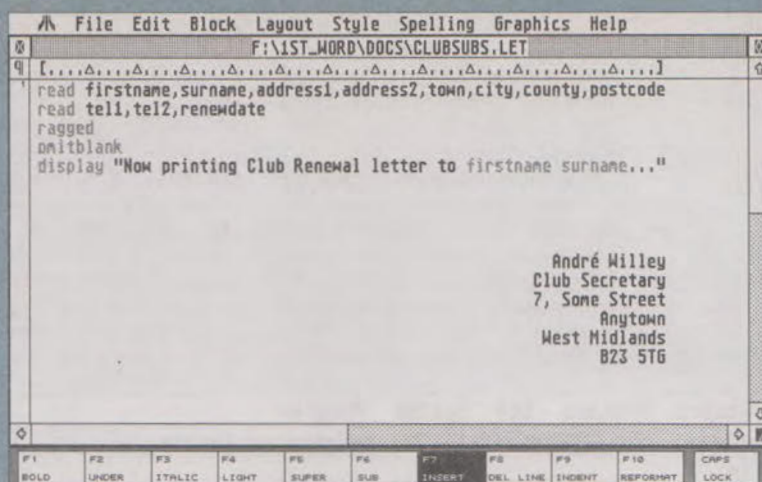 File Edit Block Layout Style Spelling Graphics Help
F:\1ST_WORD\DOCS\CLUBSUBS.LET
read firstname,surname,address1,address2,town,city,county,postcode
read tel1,tel2,renewdate
ragged
omitblank
display "Now printing Club Renewal letter to firstname surname..."
André Willey
Club Secretary
7, Some Street
Anytown
West Midlands
B23 5TG
F1 F2 F3 F4 F5 F6 F7 F8 F9 F10 CAPS
BOLD UNDER ITALIC LIGHT SUPER SUB INSERT DEL LINE INDENT REFORMAT LOCK